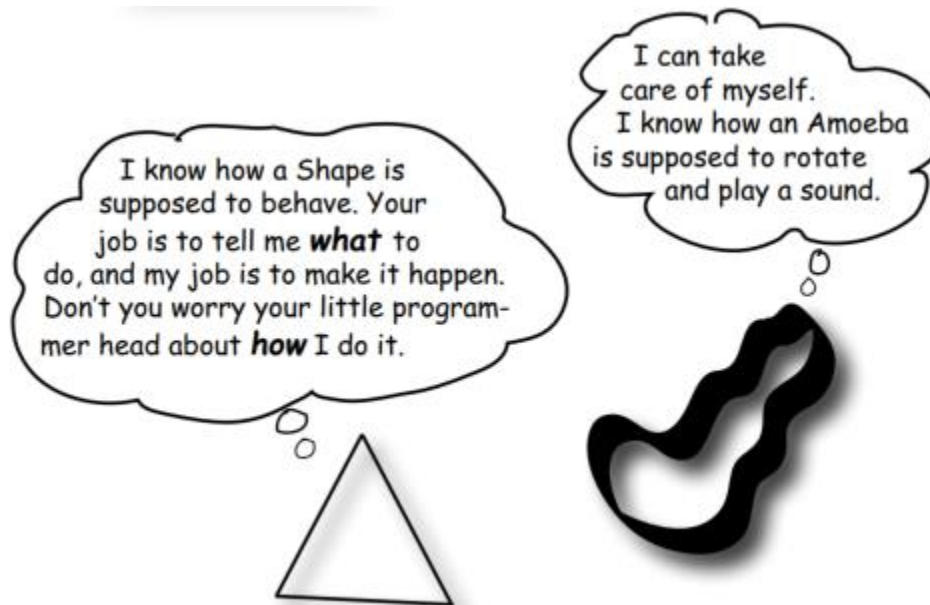 I can take
care of myself.
I know how an Amoeba
is supposed to rotate
and play a sound.
I know how a Shape is
supposed to behave. Your
job is to tell me what to
do, and my job is to make it happen.
Don't you worry your little program-
mer head about how I do it.